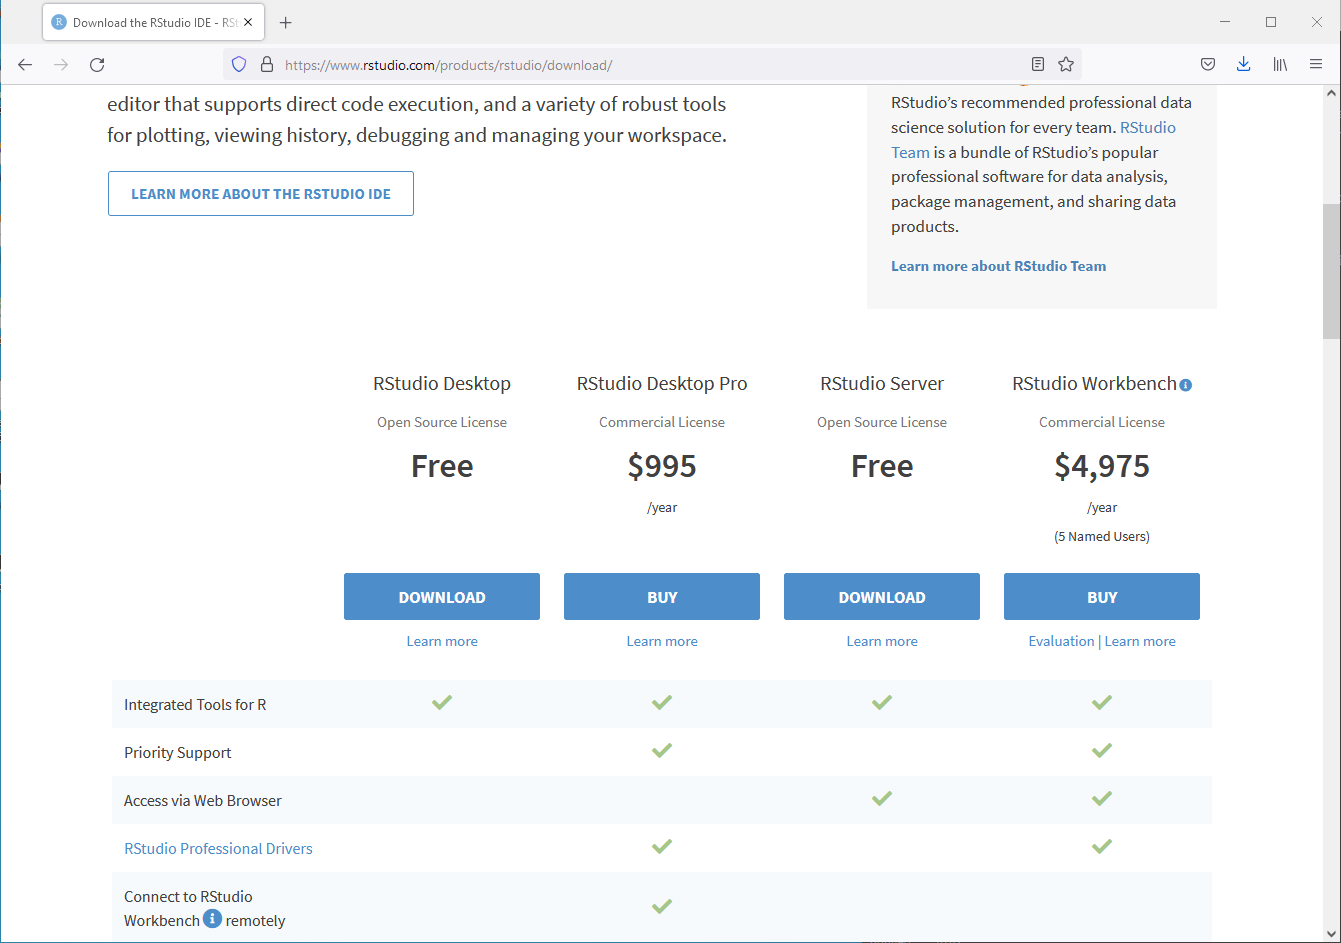 Download the RStudio IDE - RSt
https://www.rstudio.com/products/rstudio/download/
editor that supports direct code execution, and a variety of robust tools
for plotting, viewing history, debugging and managing your workspace.
LEARN MORE ABOUT THE RSTUDIO IDE
RStudio’s recommended professional data
science solution for every team. RStudio
Team is a bundle of RStudio’s popular
professional software for data analysis,
package management, and sharing data
products.
Learn more about RStudio Team
RStudio Desktop
Open Source License
Free
DOWNLOAD
Learn more
RStudio Desktop Pro
Commercial License
$995
/year
BUY
Learn more
RStudio Server
Open Source License
Free
DOWNLOAD
Learn more
RStudio Workbench
Commercial License
$4,975
/year
(5 Named Users)
BUY
Evaluation | Learn more
Integrated Tools for R
Priority Support
Access via Web Browser
RStudio Professional Drivers
Connect to RStudio
Workbench remotely